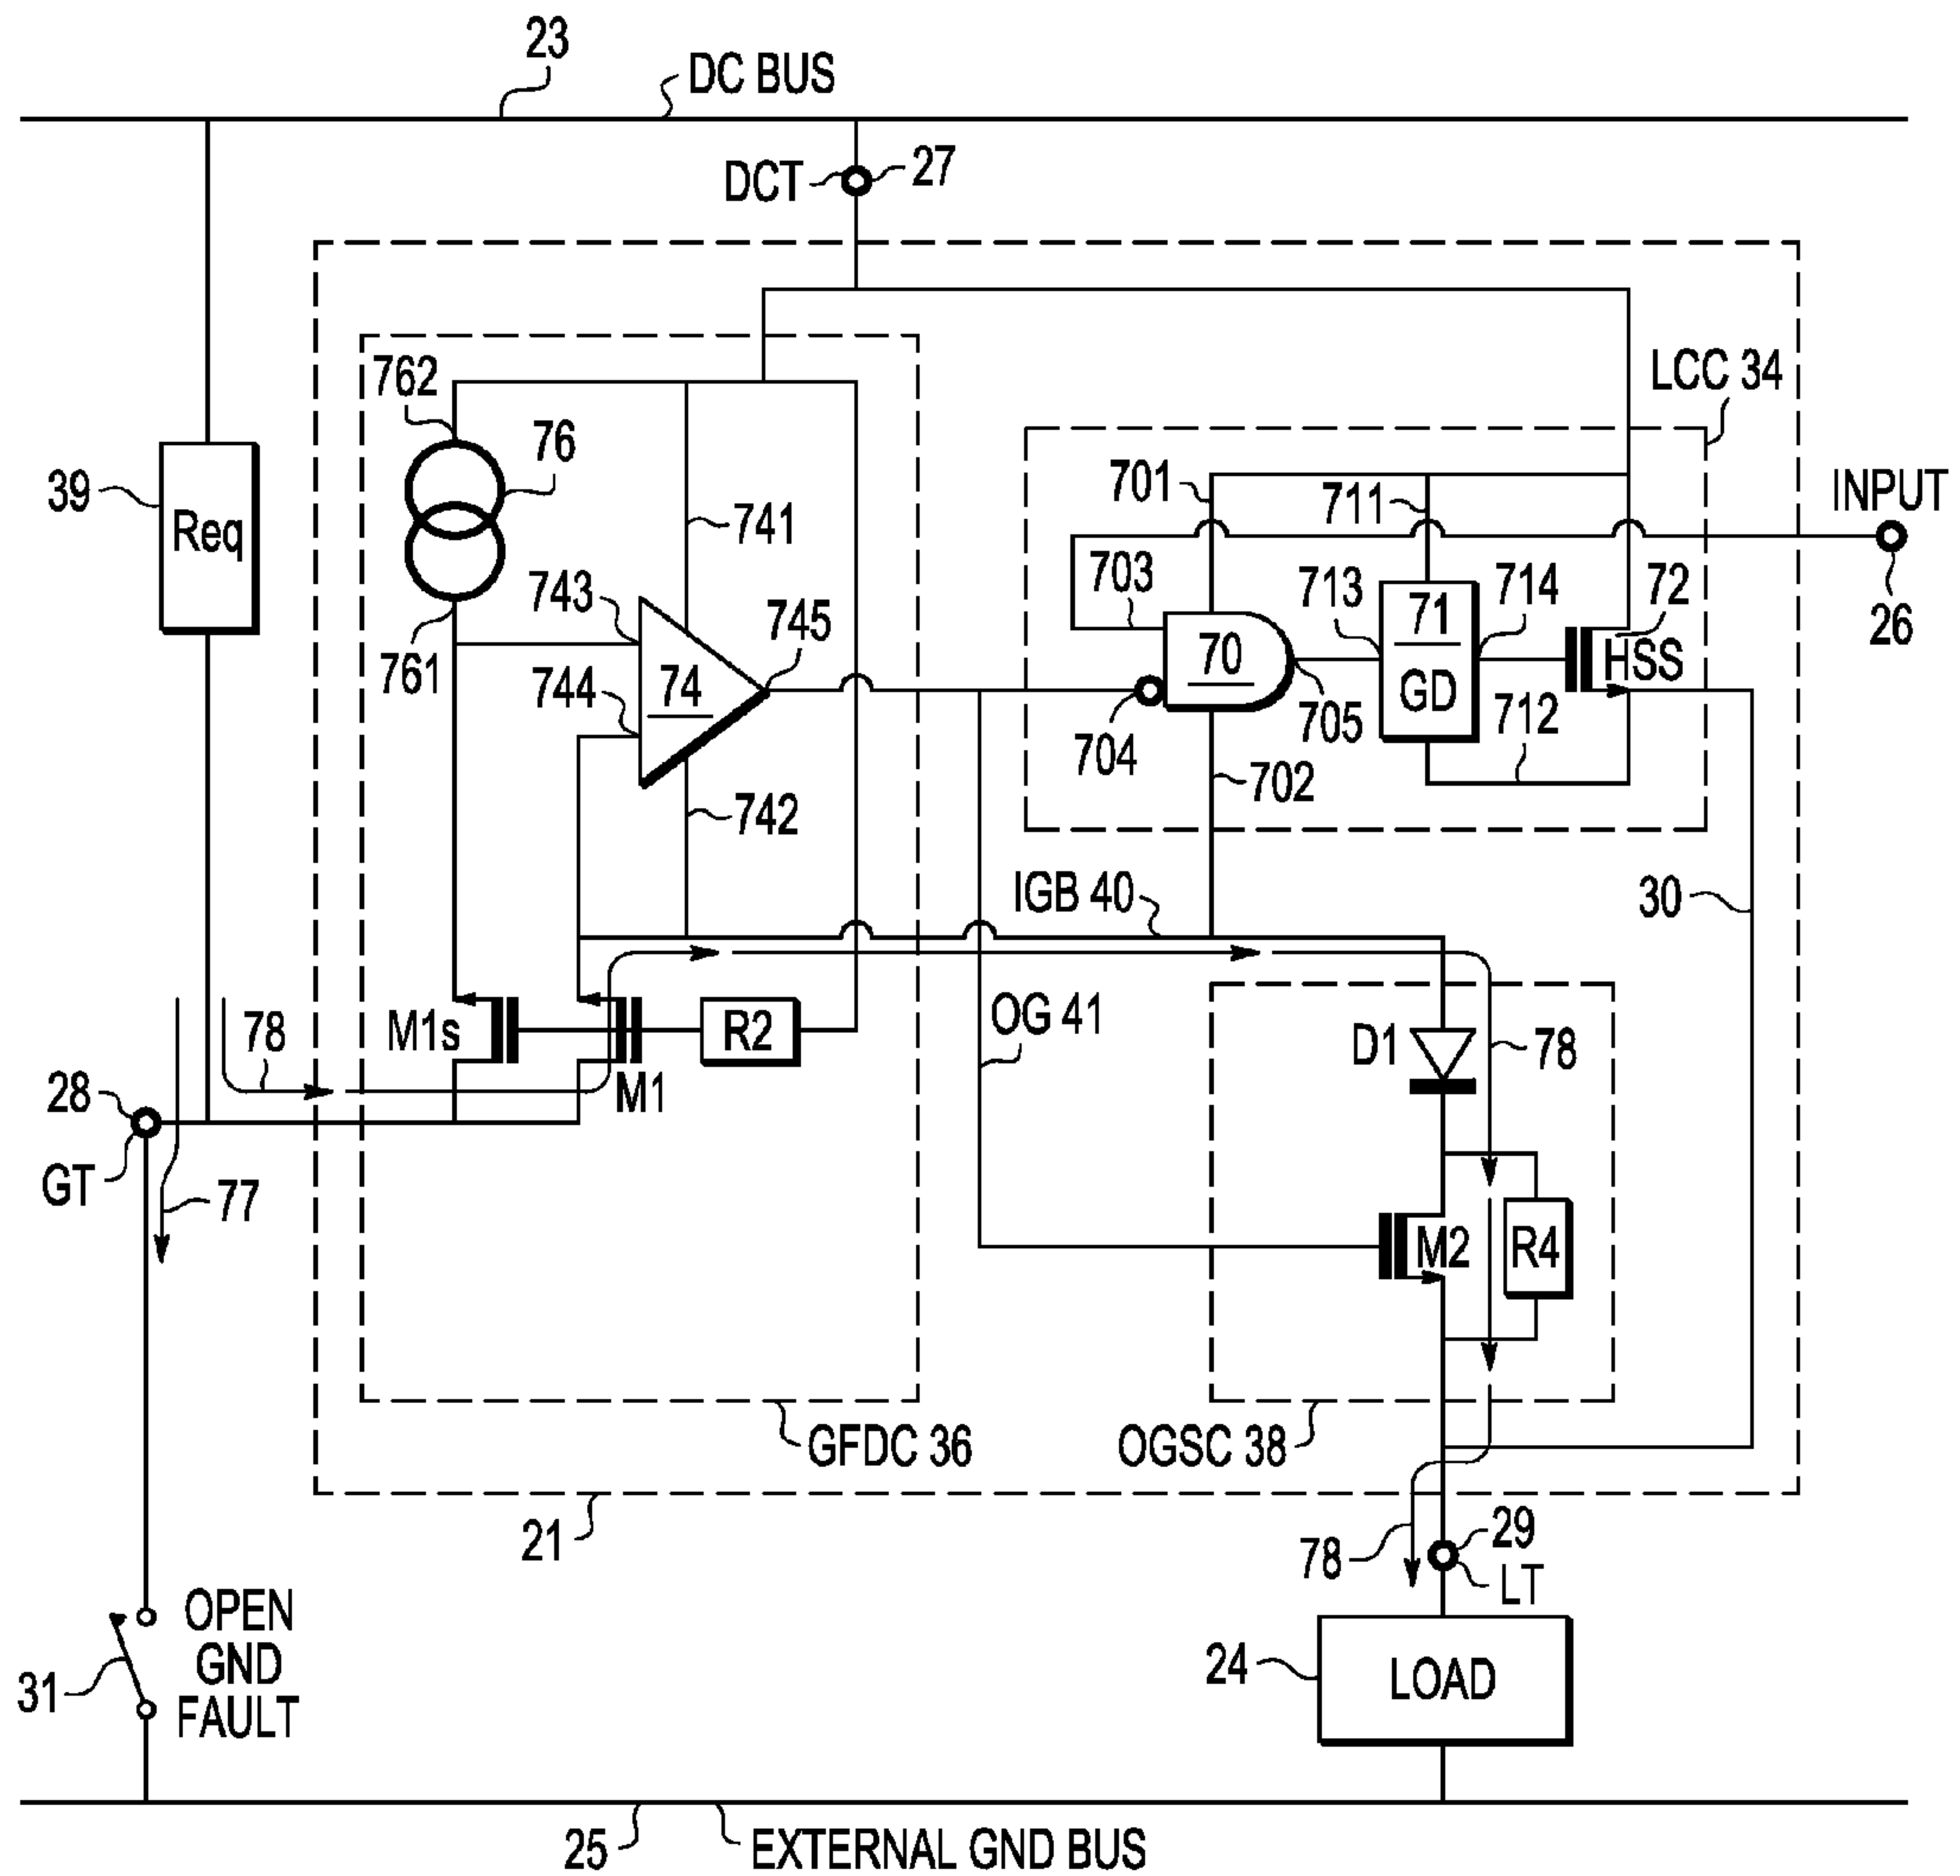 23
DC BUS
DCT
27
LCC 34
762
76
39
Req
741
701
711
INPUT
26
743
745
703
713
71
GD
714
72
HSS
761
744
74
70
704
705
712
742
702
IGB 40
30
M1s
M1
R2
OG 41
D1
78
78
28
GT
77
M2
R4
GFDC 36
OGSC 38
21
78
29
LT
OPEN
GND
FAULT
31
24
LOAD
25
EXTERNAL GND BUS